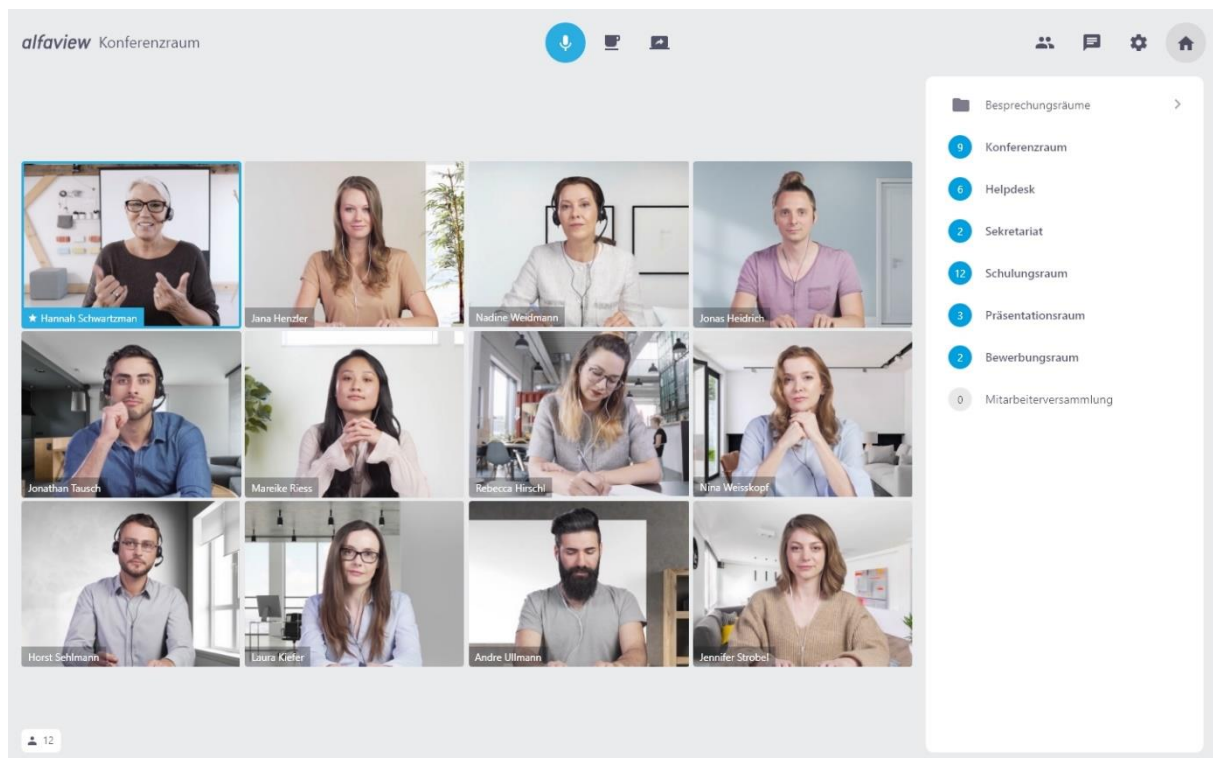 alfaview Konferenzraum
Besprechungsräume
9 Konferenzraum
6 Helpdesk
2 Sekretariat
12 Schulungsraum
3 Präsentationsraum
2 Bewerbungsraum
0 Mitarbeiterversammlung
Hannah Schwartzman
Jana Henzler
Nadine Weidmann
Jonas Heidrich
Jonathan Tausch
Mareike Riess
Rebecca Hirschl
Nina Weisskopf
Horst Sehlmann
Laura Kiefer
Andre Ullmann
Jennifer Strobel
12